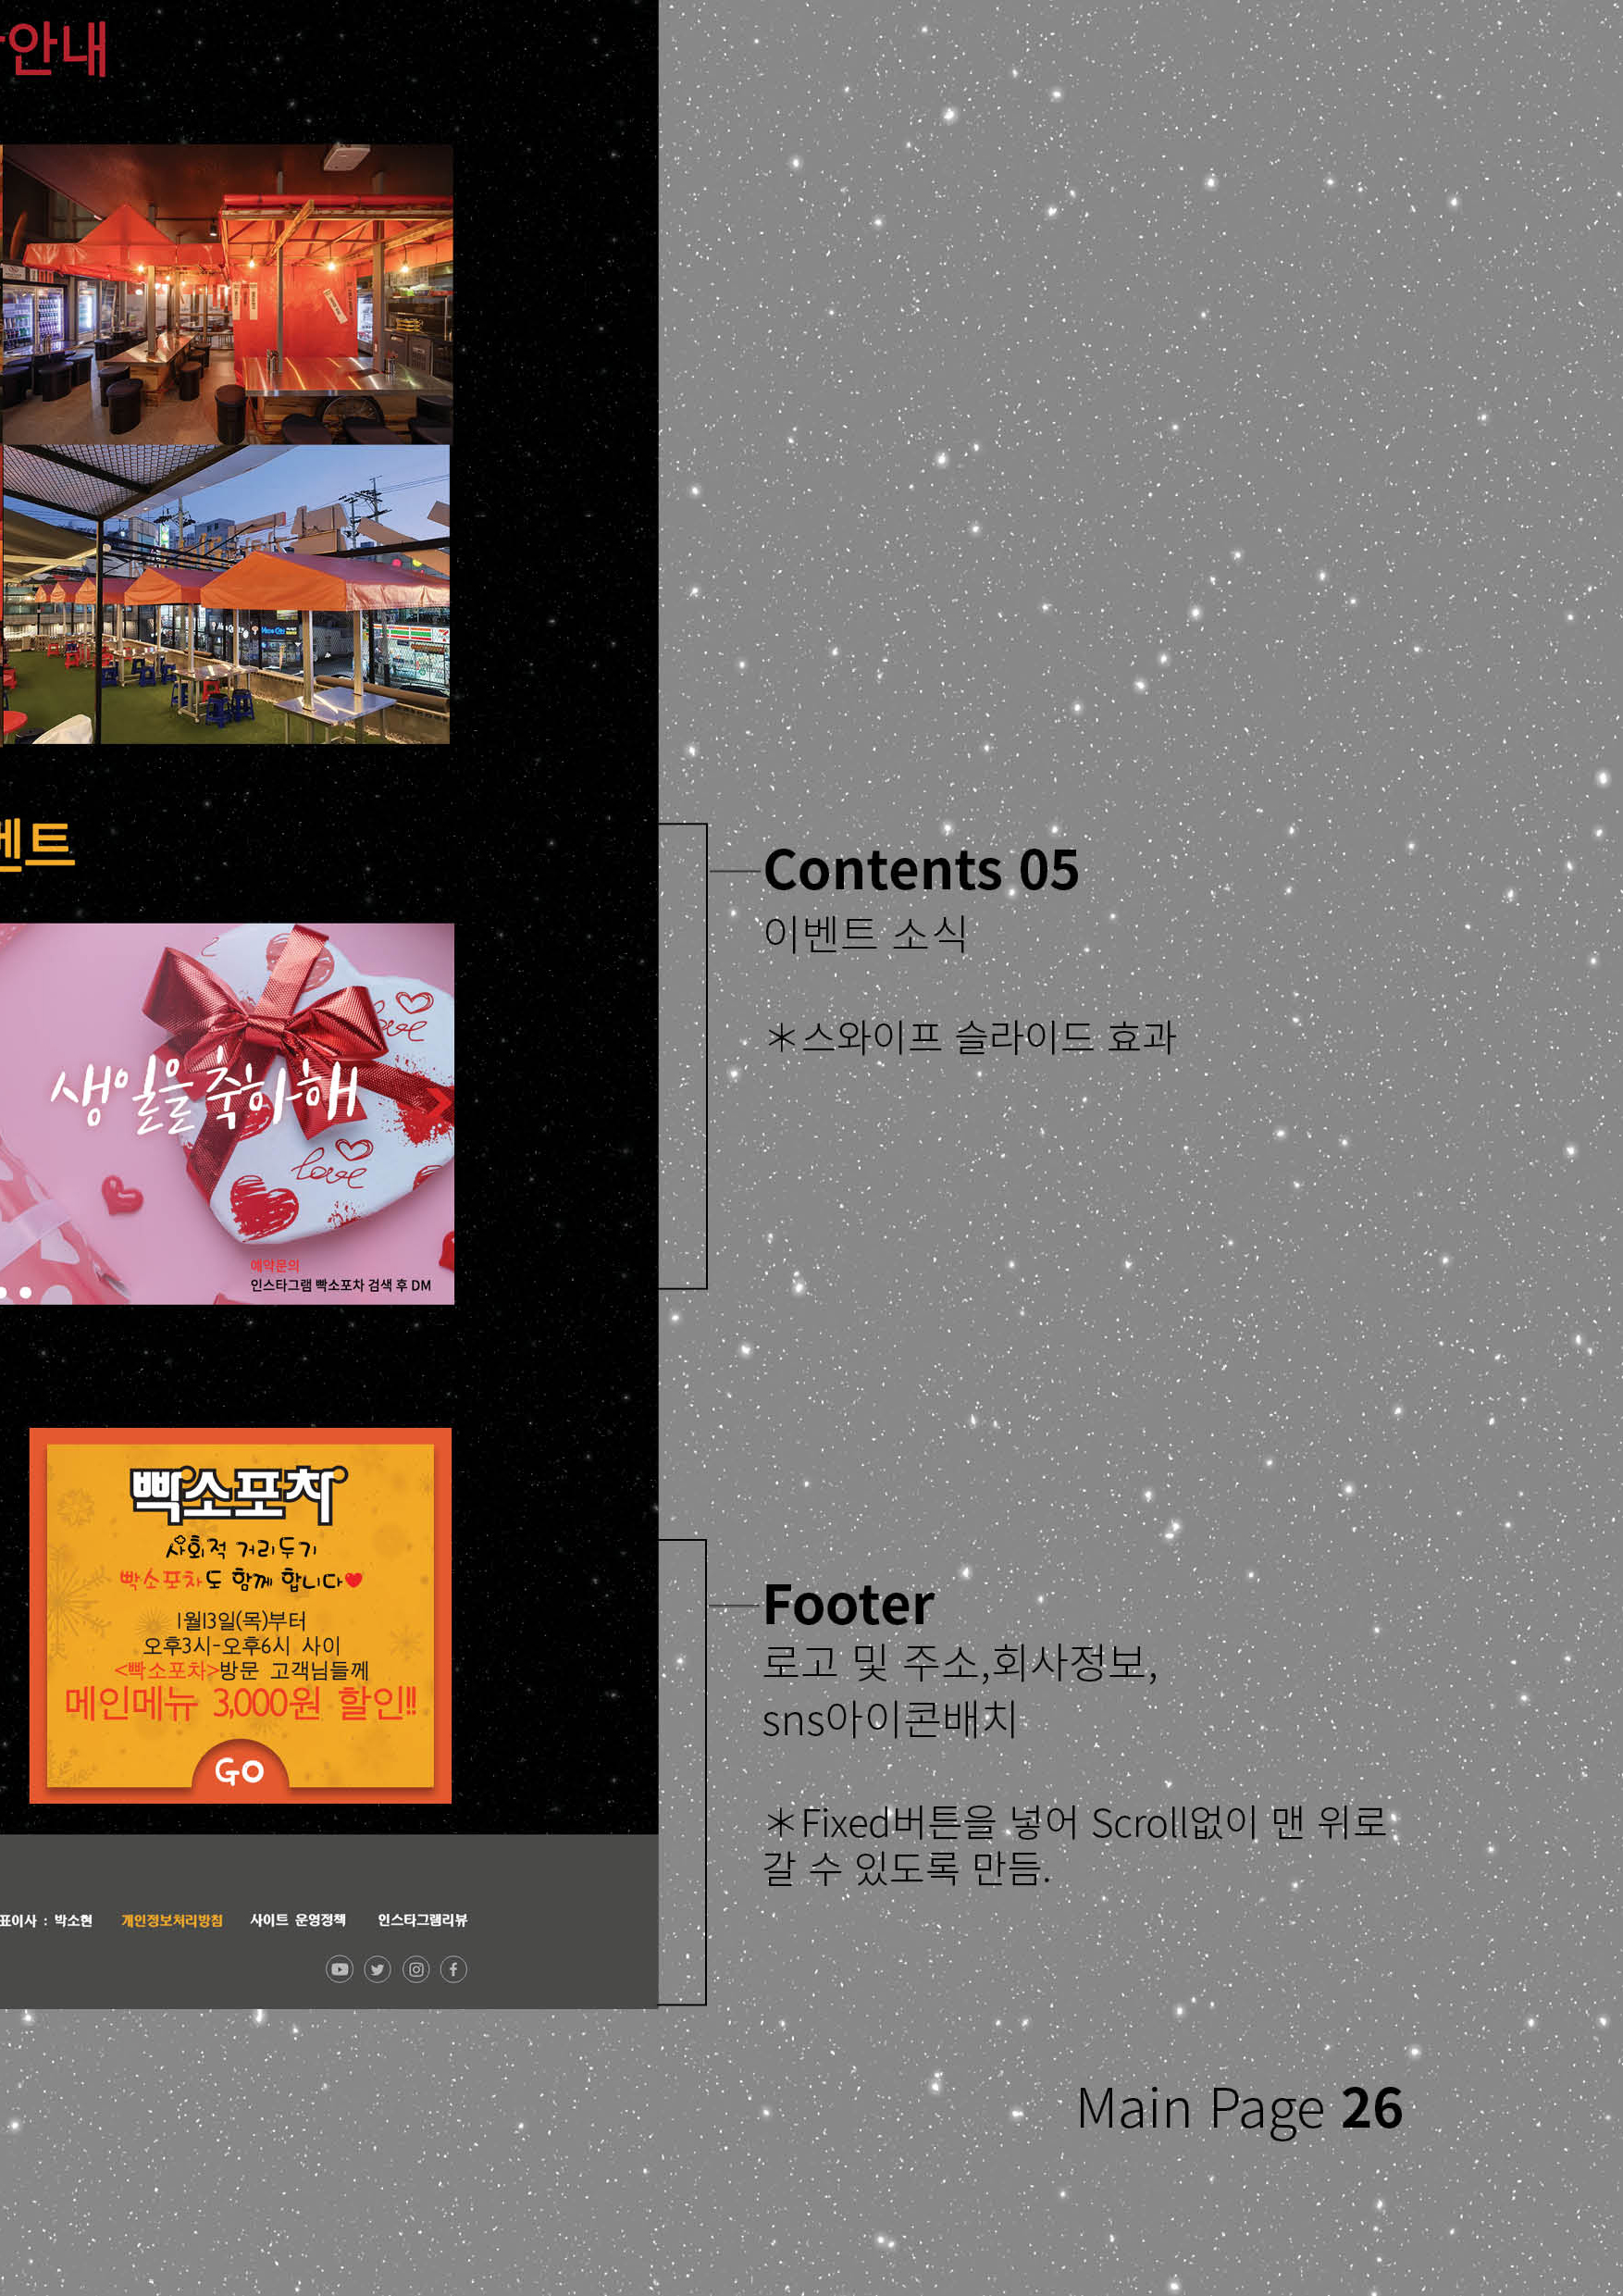 안내
벤트
생일을 축하해
예약문의
인스타그램 빡소포차 검색 후 DM
빡소포차
사회적 거리두기
빡소포차도 함께 합니다
1월13일(목)부터
오후3시-오후6시 사이
<빡소포차>방문 고객님들께
메인메뉴 3,000원 할인!!
GO
표이사 : 박소현 개인정보처리방침 사이트 운영정책 인스타그램리뷰
Contents 05
이벤트 소식
*스와이프 슬라이드 효과
Footer
로고 및 주소,회사정보,
sns아이콘배치
*Fixed버튼을 넣어 Scroll없이 맨 위로
갈 수 있도록 만듬.
Main Page 26